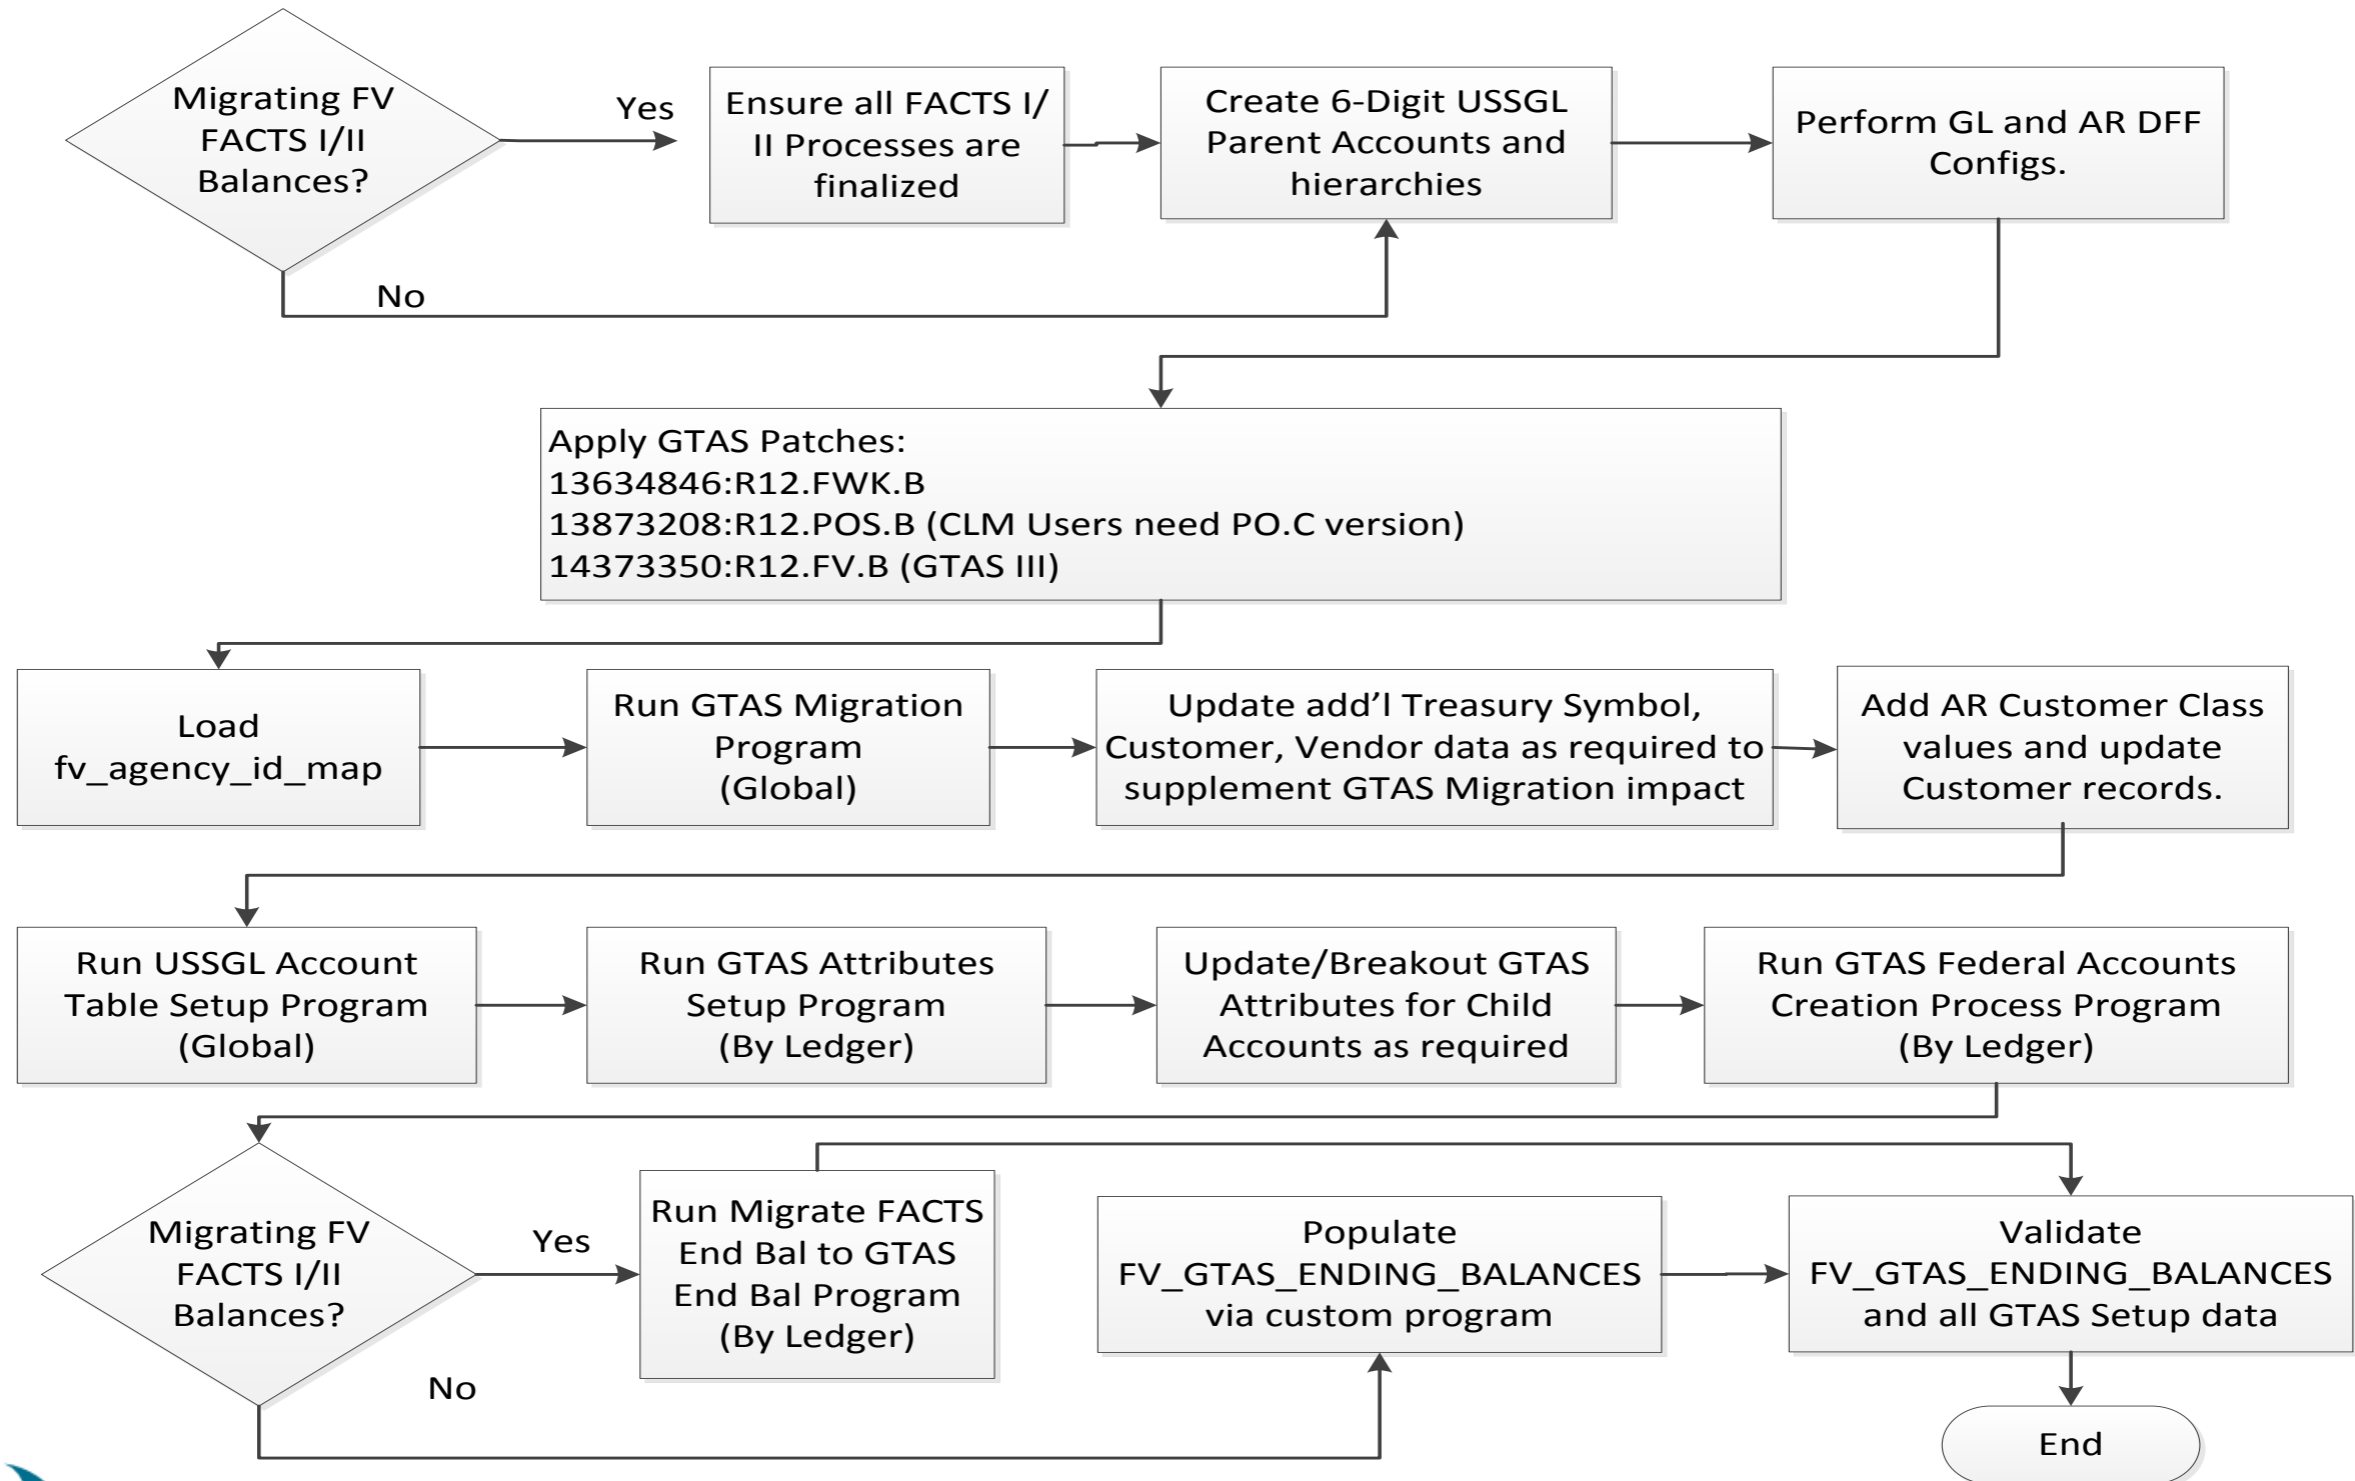 Migrating FV
FACTS I/II
Balances?
Yes
No
Ensure all FACTS I/
II Processes are
finalized
Create 6-Digit USSGL
Parent Accounts and
hierarchies
Perform GL and AR DFF
Configs.
Apply GTAS Patches:
13634846:R12.FWK.B
13873208:R12.POS.B (CLM Users need PO.C version)
14373350:R12.FV.B (GTAS III)
Load
fv_agency_id_map
Run GTAS Migration
Program
(Global)
Update add’l Treasury Symbol,
Customer, Vendor data as required to
supplement GTAS Migration impact
Add AR Customer Class
values and update
Customer records.
Run USSGL Account
Table Setup Program
(Global)
Run GTAS Attributes
Setup Program
(By Ledger)
Update/Breakout GTAS
Attributes for Child
Accounts as required
Run GTAS Federal Accounts
Creation Process Program
(By Ledger)
Migrating FV
FACTS I/II
Balances?
Yes
No
Run Migrate FACTS
End Bal to GTAS
End Bal Program
(By Ledger)
Populate
FV_GTAS_ENDING_BALANCES
via custom program
Validate
FV_GTAS_ENDING_BALANCES
and all GTAS Setup data
End